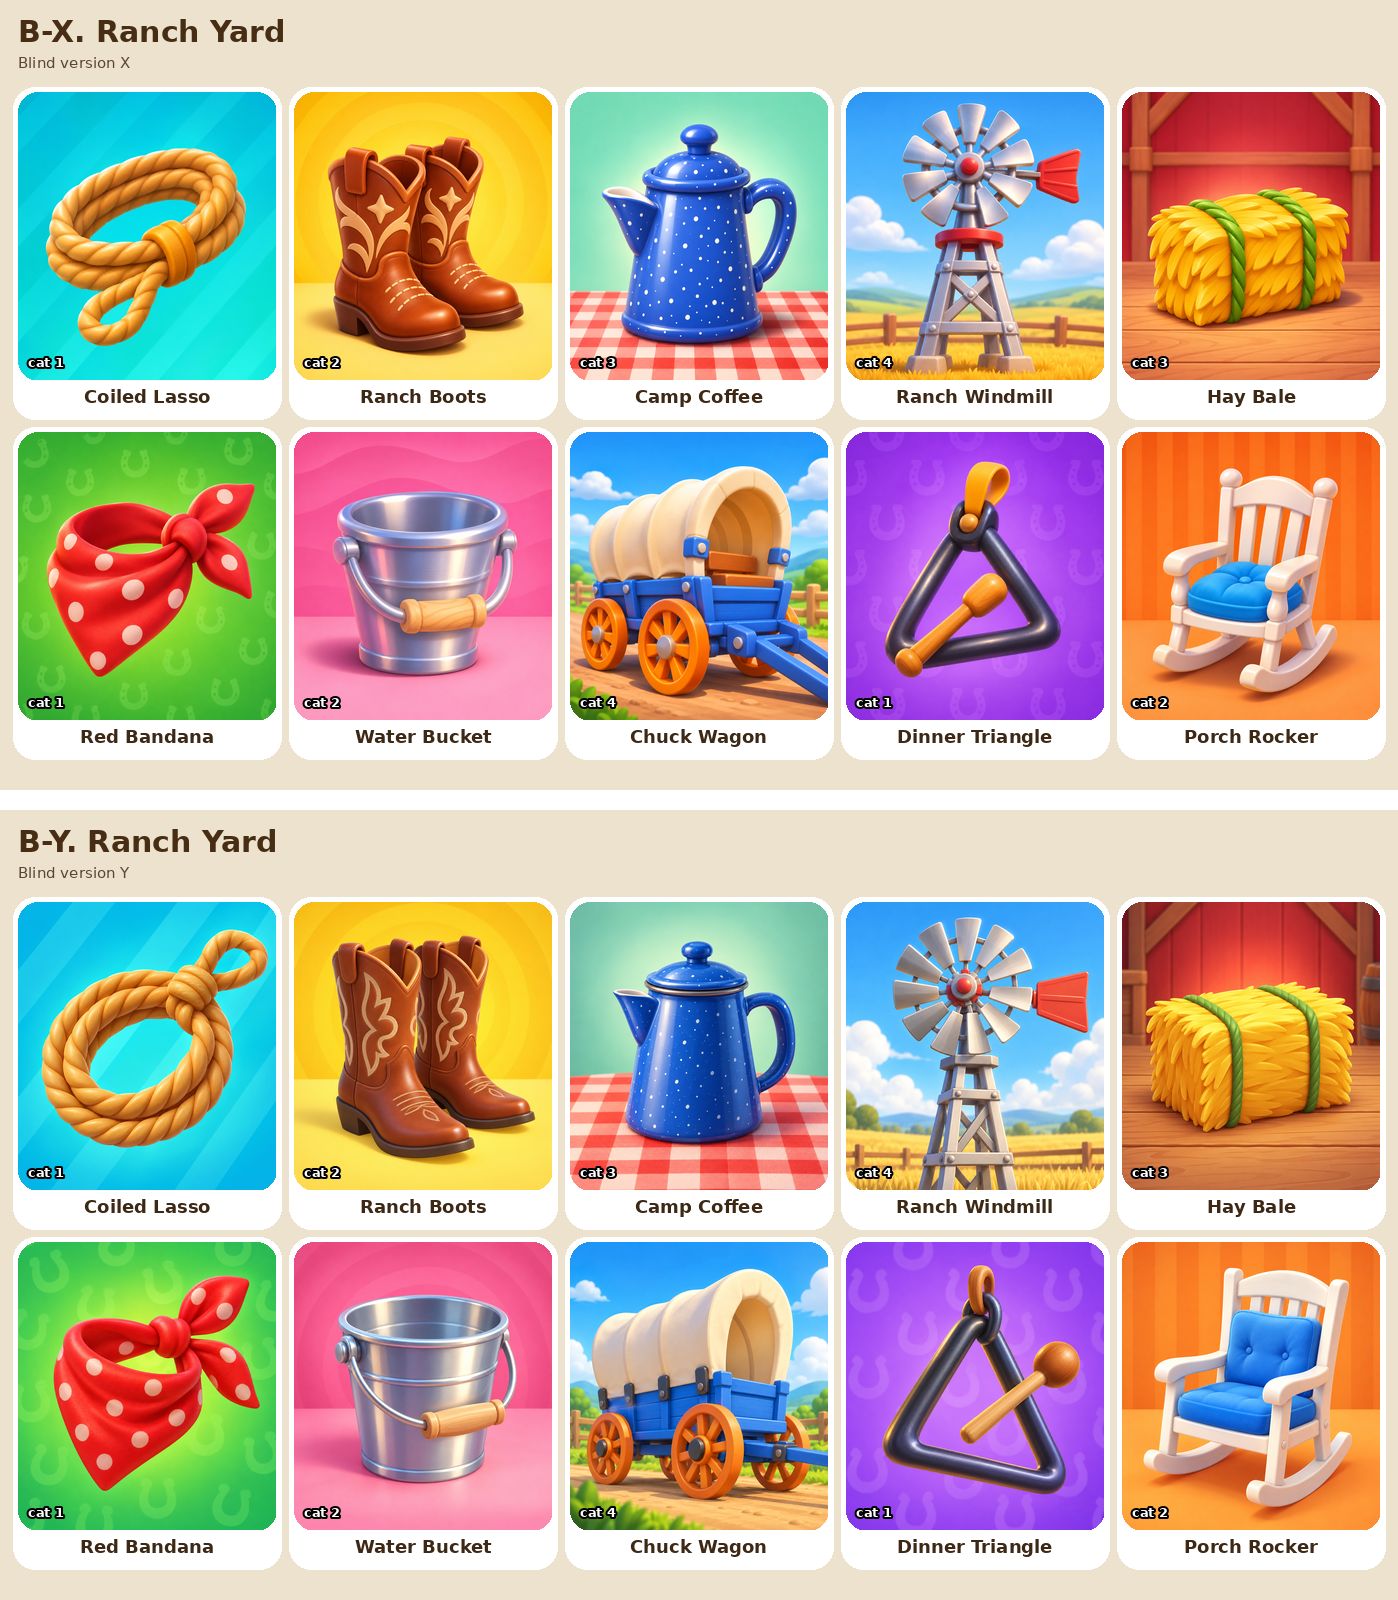 B-X. Ranch Yard
Blind version X
cat 1
cat 2
cat 3
cat 4
cat 3
Coiled Lasso
Ranch Boots
Camp Coffee
Ranch Windmill
Hay Bale
cat 1
cat 2
cat 4
cat 1
cat 2
Red Bandana
Water Bucket
Chuck Wagon
Dinner Triangle
Porch Rocker
B-Y. Ranch Yard
Blind version Y
cat 1
cat 2
cat 3
cat 4
cat 3
Coiled Lasso
Ranch Boots
Camp Coffee
Ranch Windmill
Hay Bale
cat 1
cat 2
cat 4
cat 1
cat 2
Red Bandana
Water Bucket
Chuck Wagon
Dinner Triangle
Porch Rocker